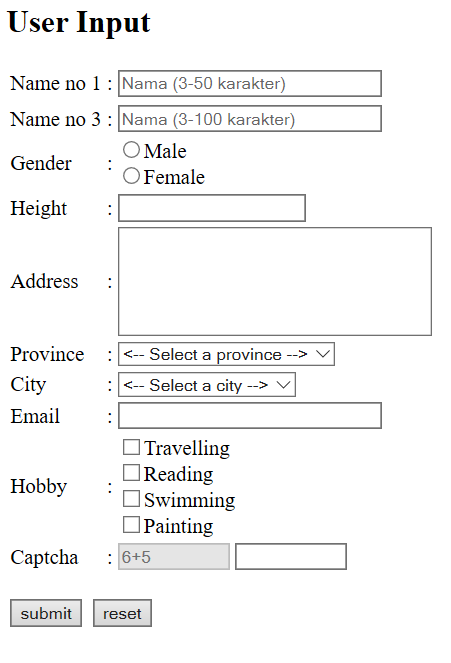 User Input
Name no 1 : Nama (3-50 karakter)
Name no 3 : Nama (3-100 karakter)
Gender : Male
Female
Height :
Address :
Province : <-- Select a province -->
City : <-- Select a city -->
Email :
Hobby : Travelling
Reading
Swimming
Painting
Captcha : 6+5
submit reset